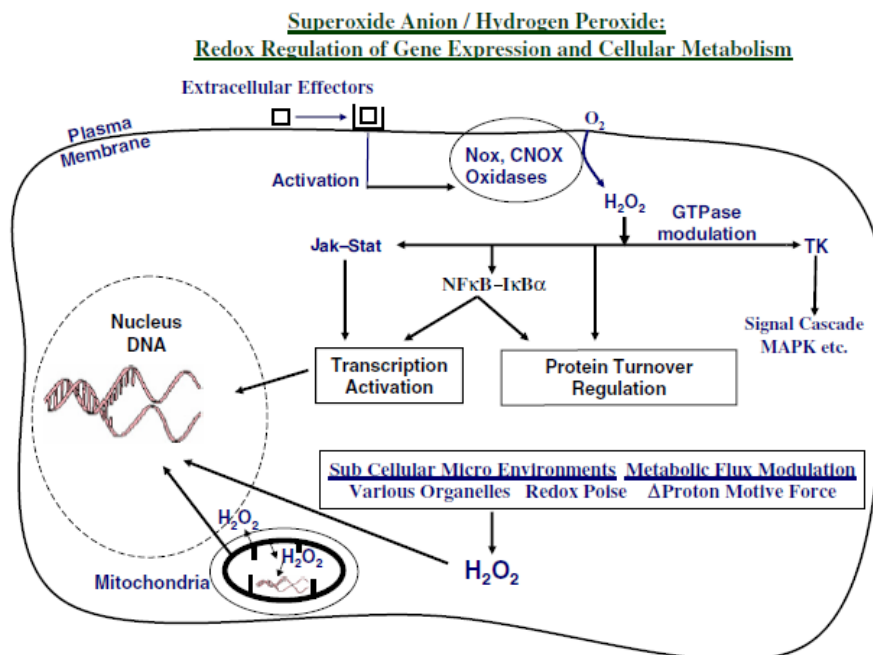 Superoxide Anion / Hydrogen Peroxide:
Redox Regulation of Gene Expression and Cellular Metabolism
Extracellular Effectors
Plasma
Membrane
O₂
Nox, CNOX
Oxidases
Activation
H₂O₂
GTPase
modulation
Jak–Stat
TK
NFκB–IκBα
Signal Cascade
MAPK etc.
Nucleus
DNA
Transcription
Activation
Protein Turnover
Regulation
Sub Cellular Micro Environments Metabolic Flux Modulation
Various Organelles Redox Poise ΔProton Motive Force
H₂O₂
H₂O₂
Mitochondria
H₂O₂